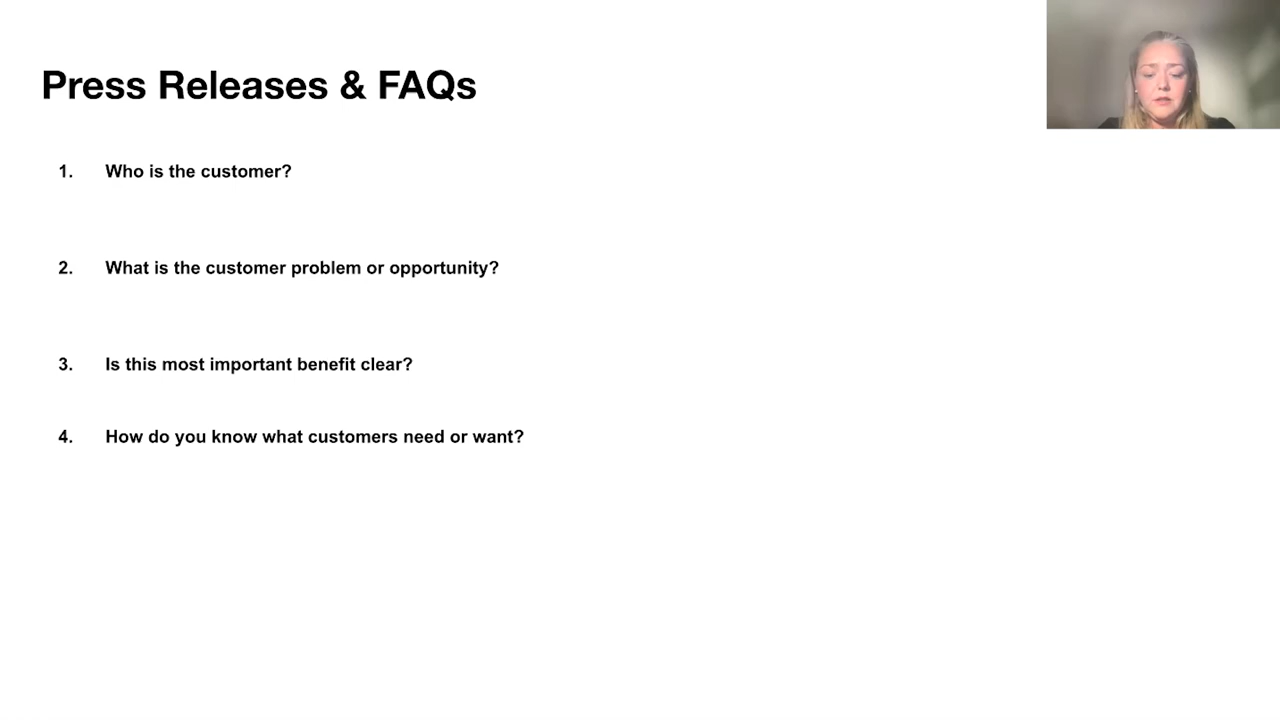 Press Releases & FAQs
1. Who is the customer?
2. What is the customer problem or opportunity?
3. Is this most important benefit clear?
4. How do you know what customers need or want?